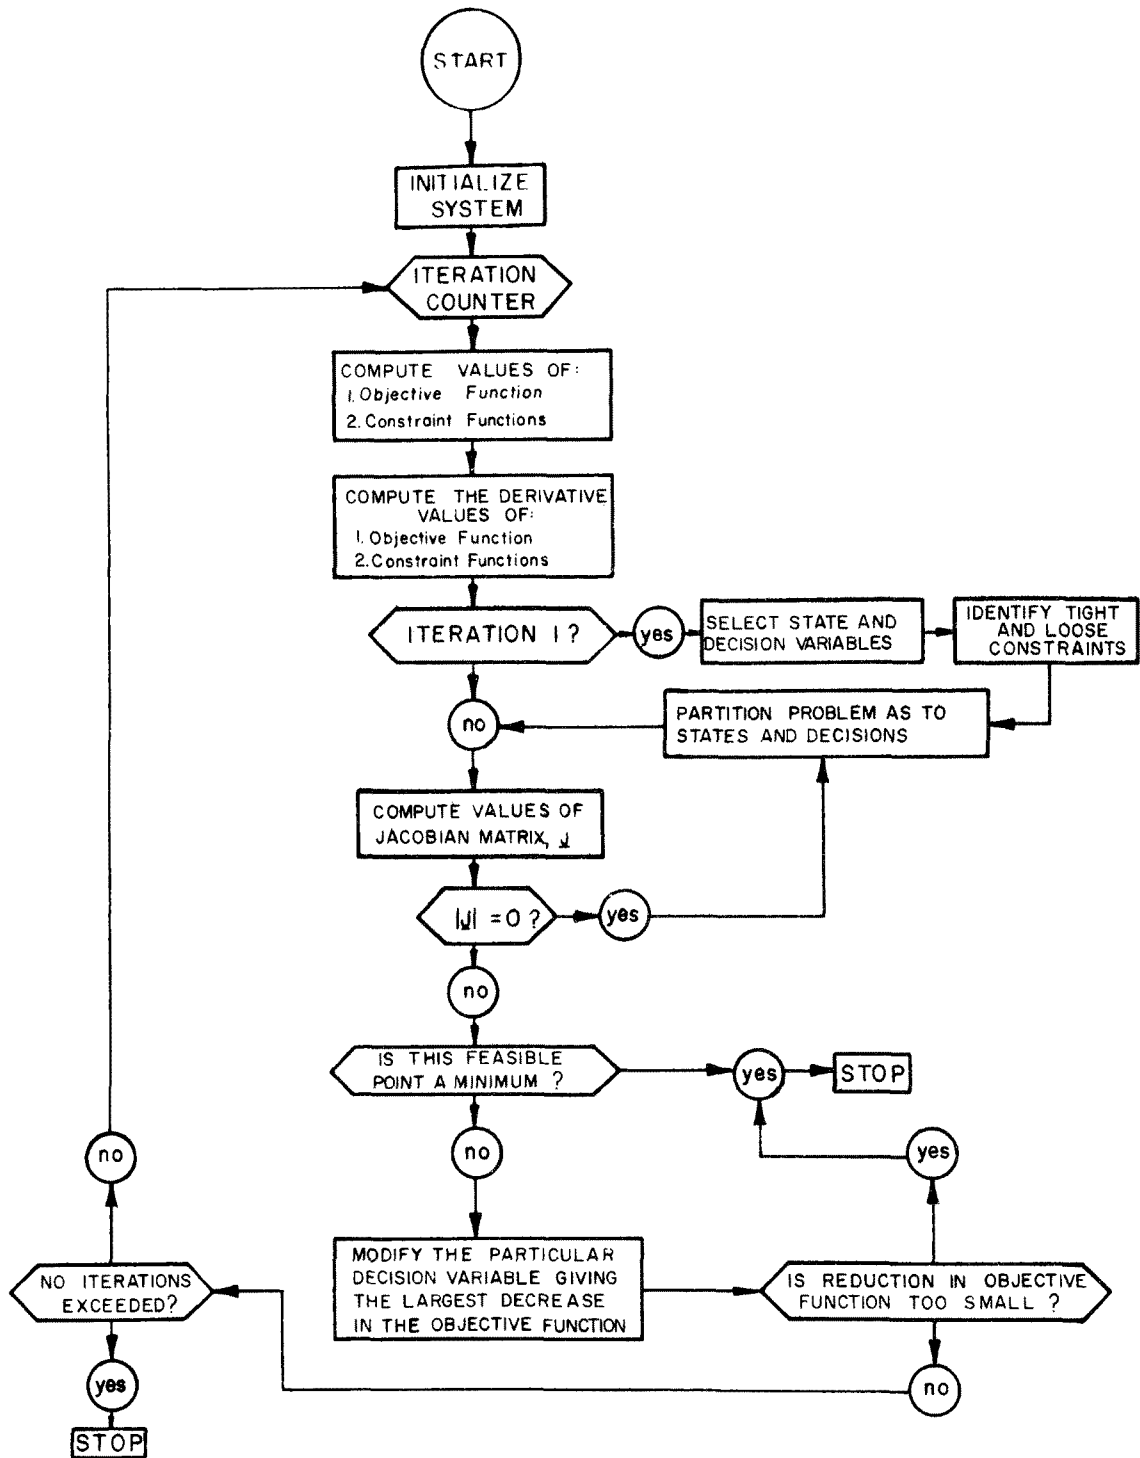 START
INITIALIZE
SYSTEM
ITERATION
COUNTER
COMPUTE VALUES OF:
1. Objective Function
2. Constraint Functions
COMPUTE THE DERIVATIVE
VALUES OF:
1. Objective Function
2. Constraint Functions
ITERATION 1 ?
yes
SELECT STATE AND
DECISION VARIABLES
IDENTIFY TIGHT
AND LOOSE
CONSTRAINTS
no
PARTITION PROBLEM AS TO
STATES AND DECISIONS
COMPUTE VALUES OF
JACOBIAN MATRIX, J
|J| = 0 ?
yes
no
IS THIS FEASIBLE
POINT A MINIMUM ?
yes
STOP
no
no
yes
MODIFY THE PARTICULAR
DECISION VARIABLE GIVING
THE LARGEST DECREASE
IN THE OBJECTIVE FUNCTION
IS REDUCTION IN OBJECTIVE
FUNCTION TOO SMALL ?
NO ITERATIONS
EXCEEDED?
yes
no
STOP